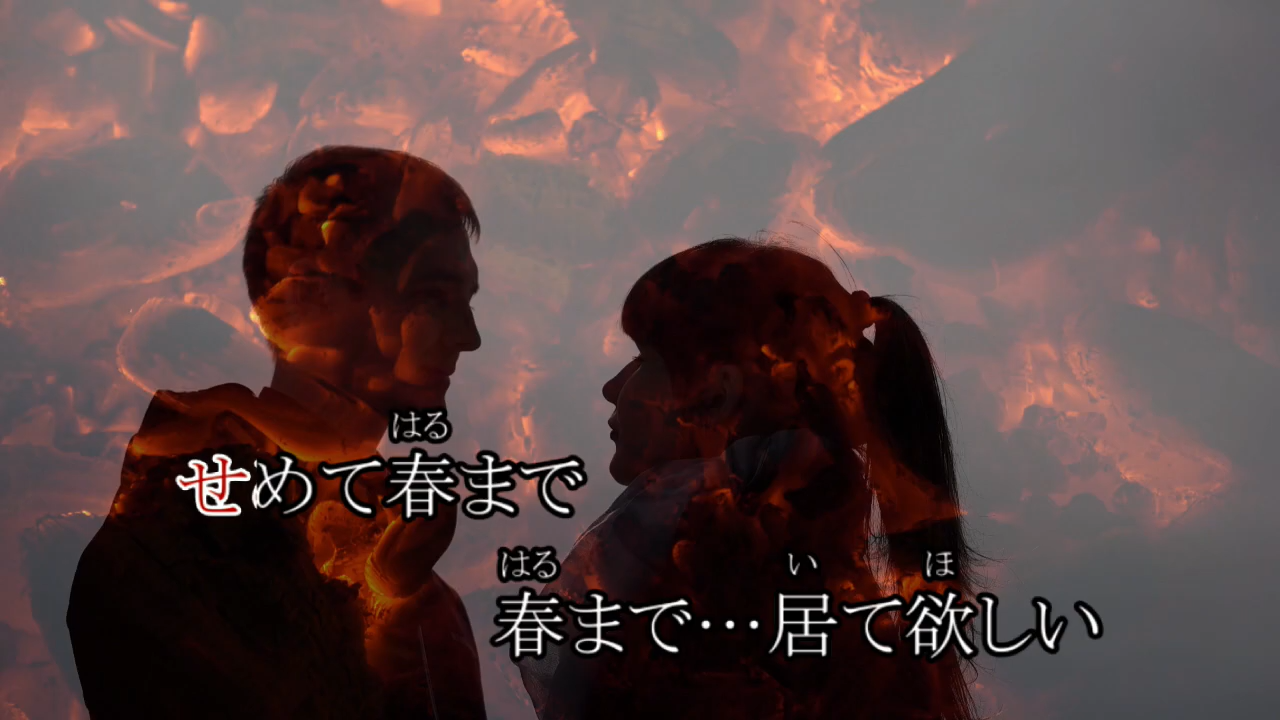 はる
せめて春まで
はる い ほ
春まで…居て欲しい